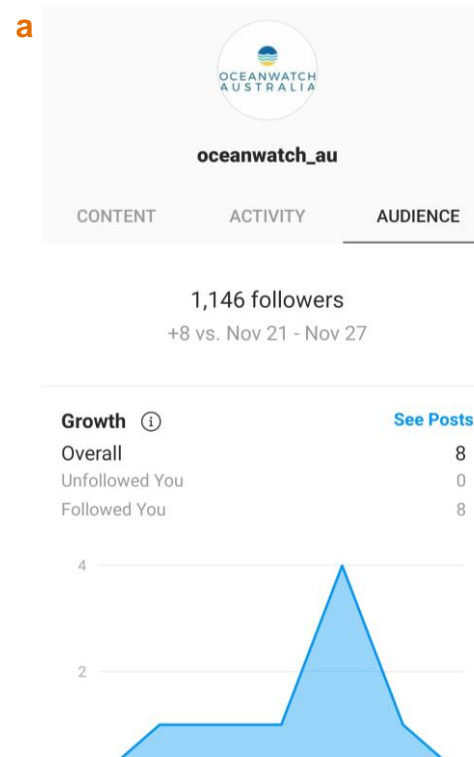 a
OCEANWATCH
AUSTRALIA
oceanwatch_au
CONTENT ACTIVITY AUDIENCE
1,146 followers
+8 vs. Nov 21 - Nov 27
Growth i See Posts
Overall 8
Unfollowed You 0
Followed You 8
4
2